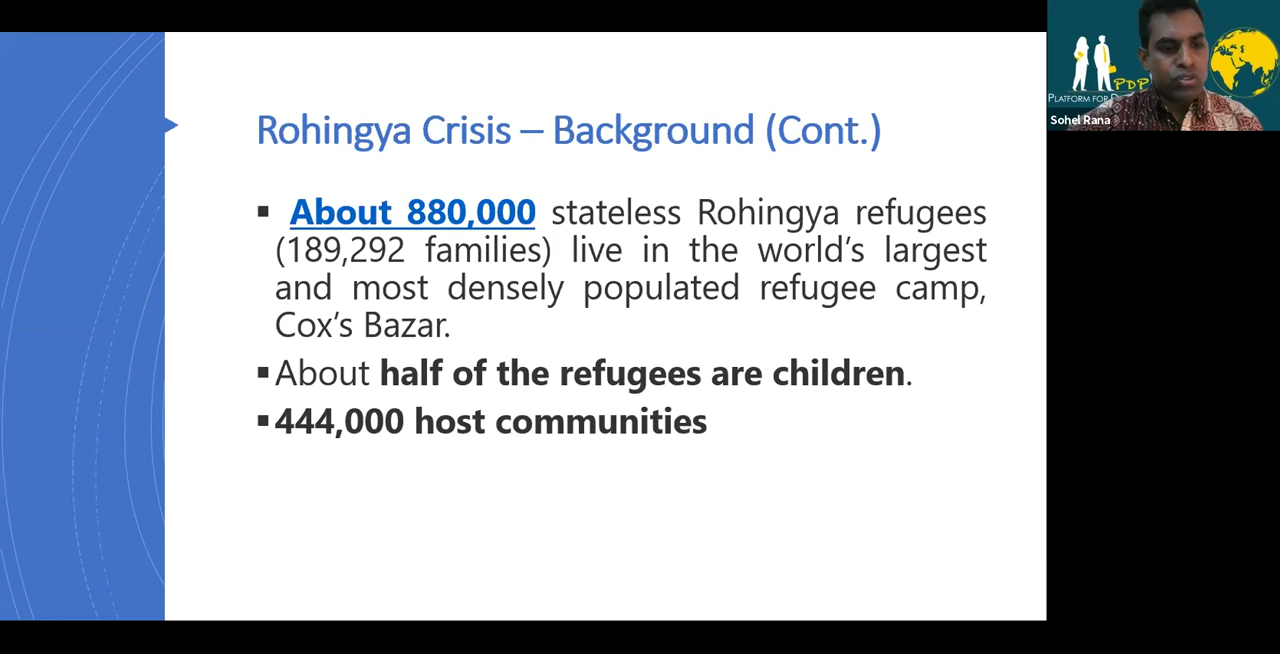 Rohingya Crisis – Background (Cont.)
▪ About 880,000 stateless Rohingya refugees
(189,292 families) live in the world’s largest
and most densely populated refugee camp,
Cox’s Bazar.
▪ About half of the refugees are children.
▪ 444,000 host communities
PDP
PLATFORM FOR
Sohel Rana